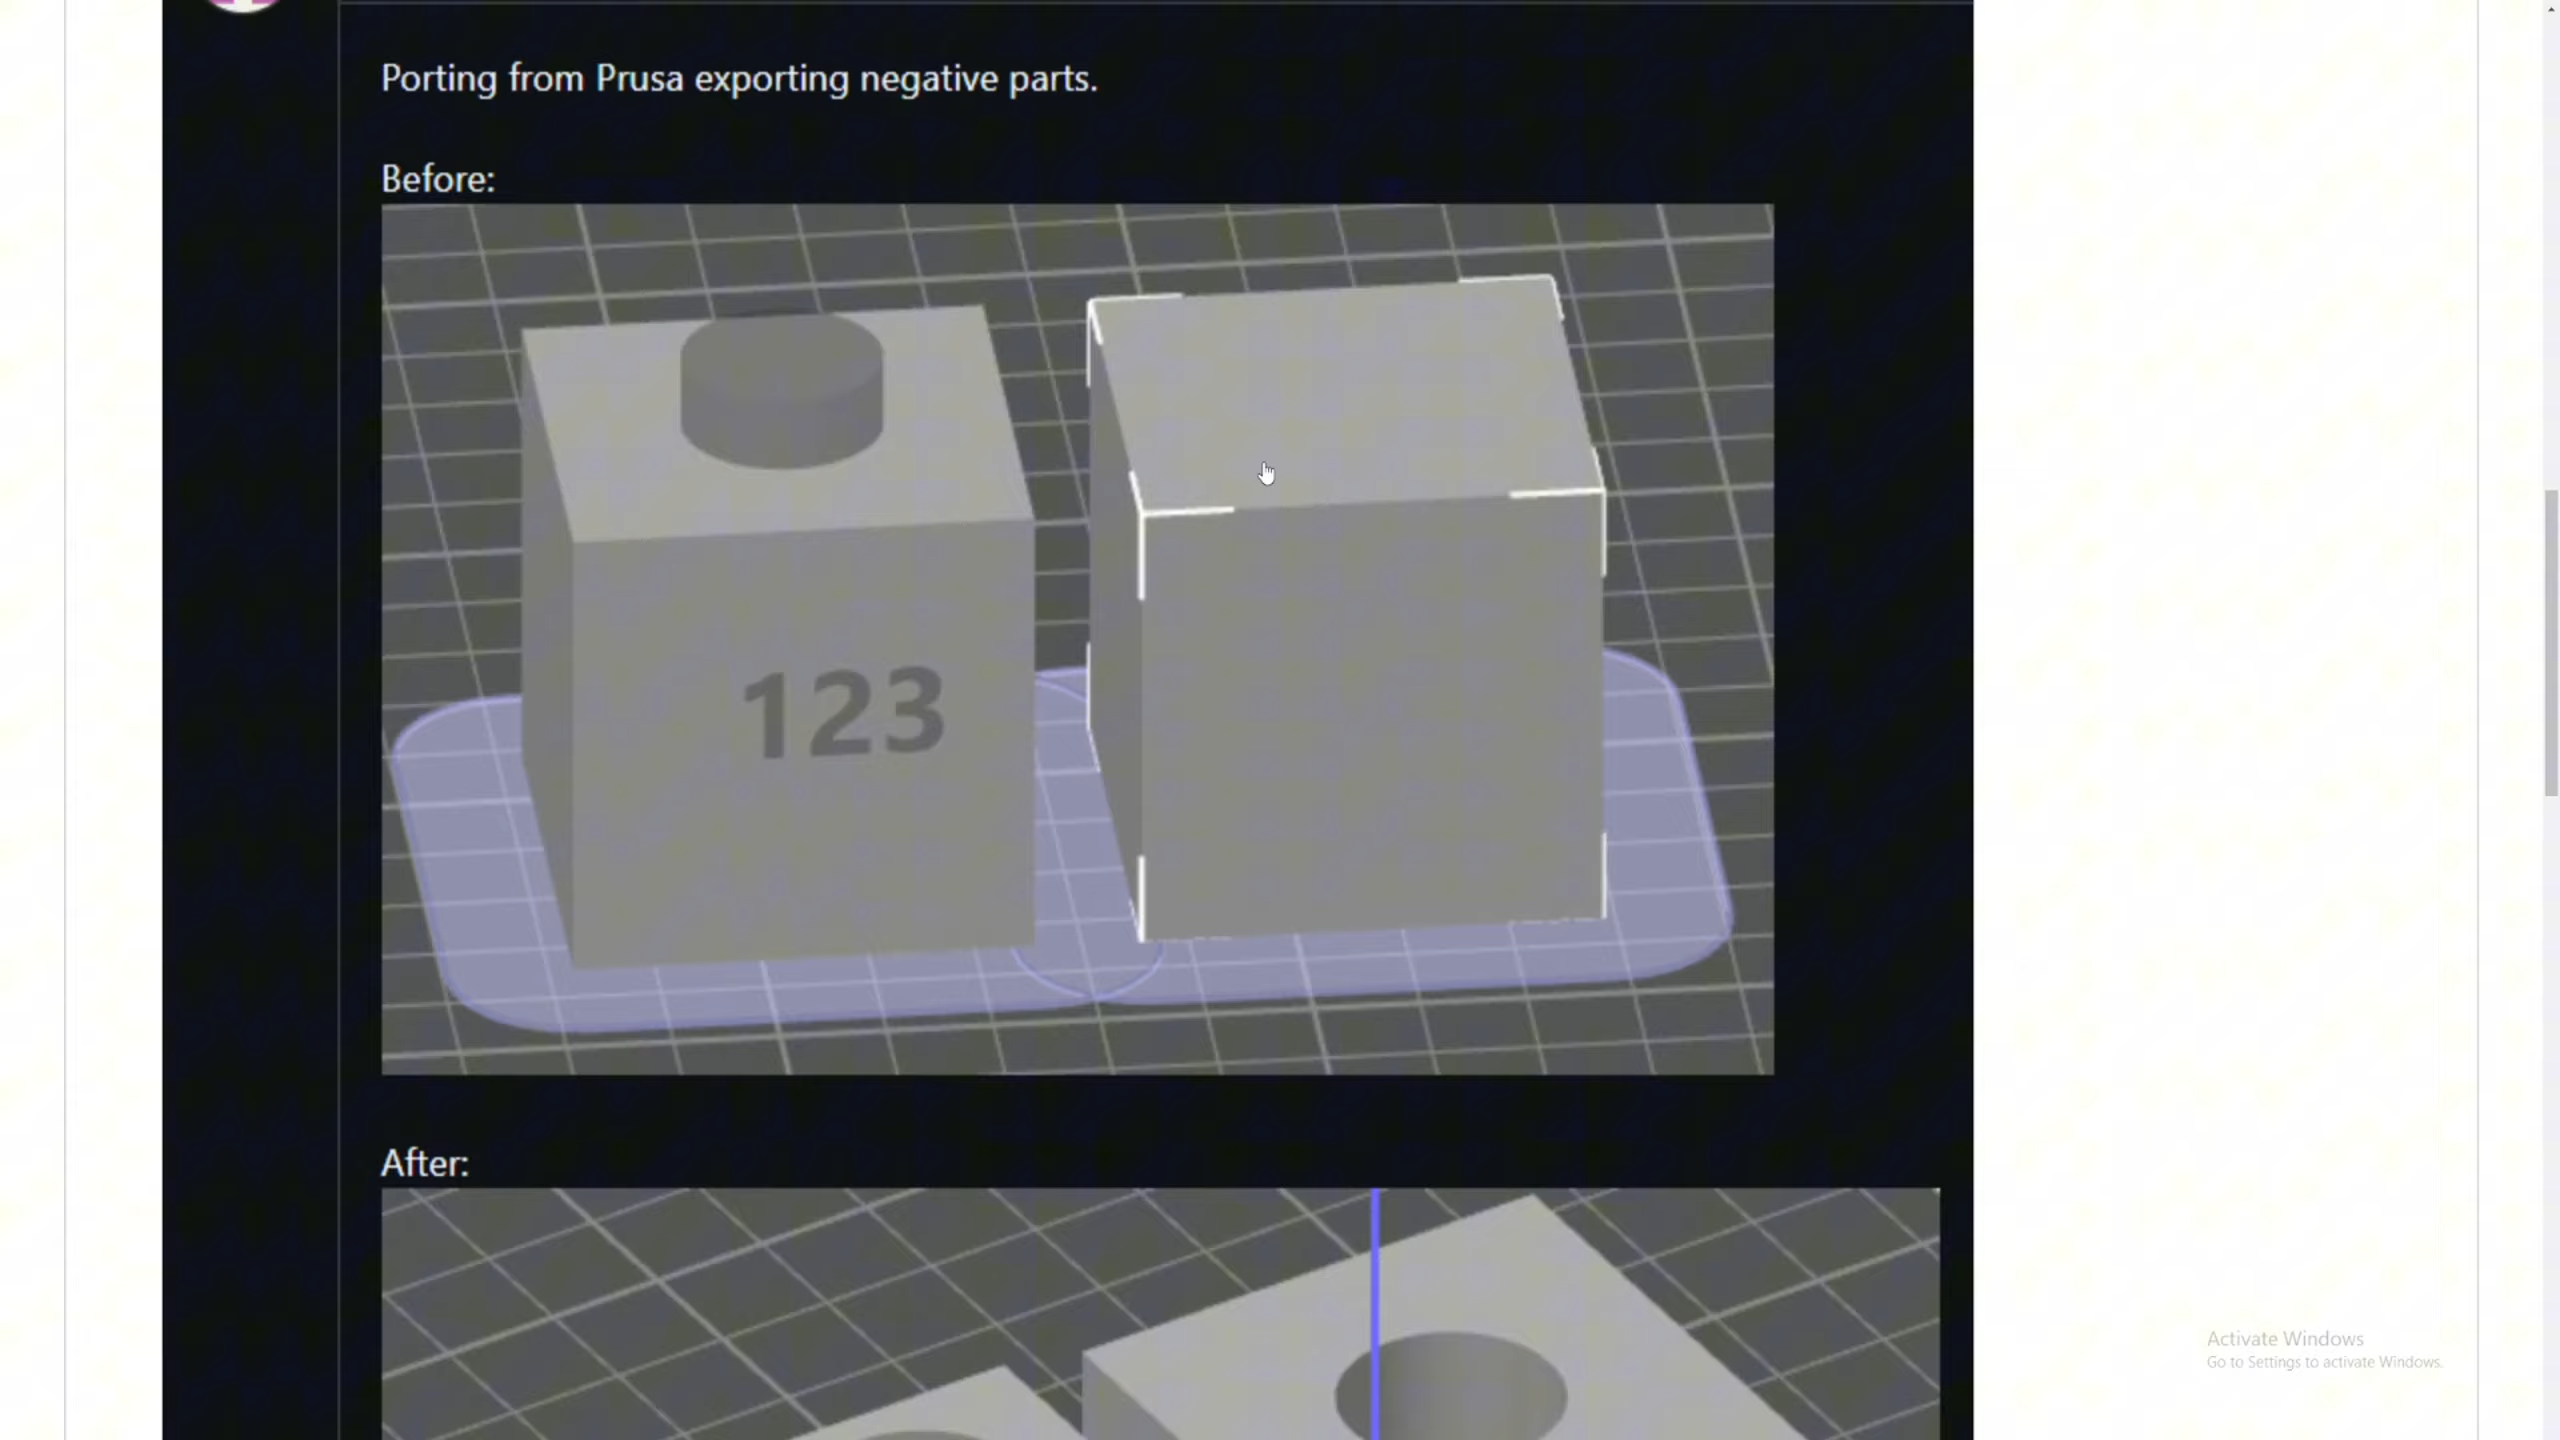 Porting from Prusa exporting negative parts.
Before:
123
After:
Activate Windows
Go to Settings to activate Windows.